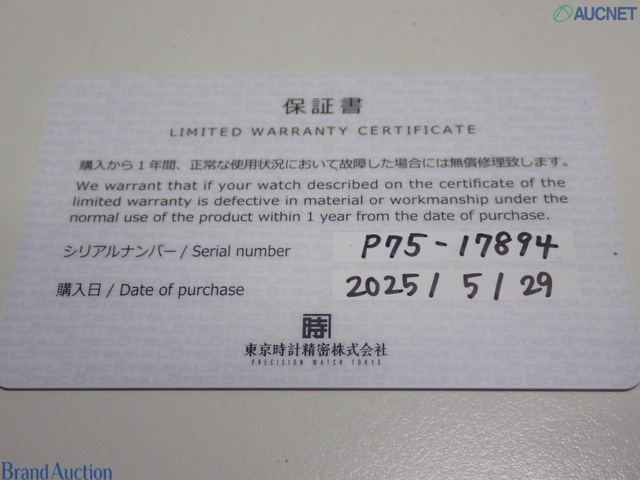 AUCNET
保証書
LIMITED WARRANTY CERTIFICATE
購入から1年間、正常な使用状況において故障した場合には無償修理致します。
We warrant that if your watch described on the certificate of the
limited warranty is defective in material or workmanship under the
normal use of the product within 1 year from the date of purchase.
シリアルナンバー / Serial number P75-17894
購入日 / Date of purchase 2025/5/29
時
東京時計精密株式会社
PRECISION WATCH TOKYO
Brand Auction